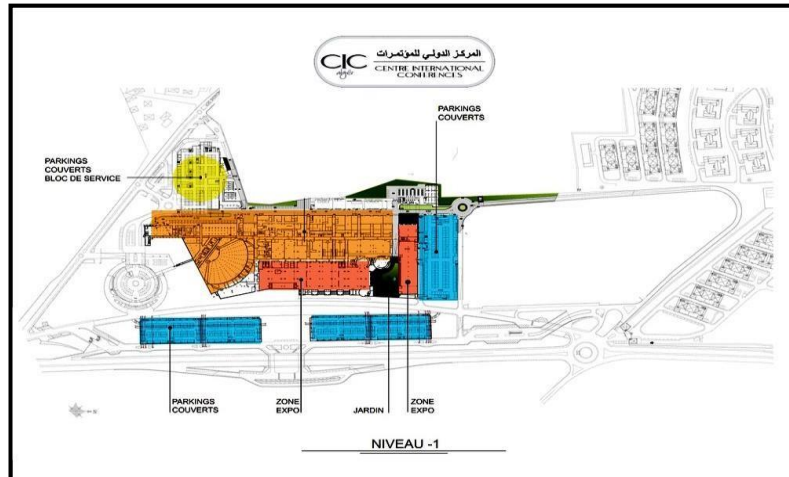 المركز الدولي للمؤتمرات
CIC
CENTRE INTERNATIONAL
CONFERENCES
PARKINGS
COUVERTS
PARKINGS
COUVERTS
BLOC DE SERVICE
PARKINGS
COUVERTS
ZONE
EXPO
JARDIN
ZONE
EXPO
NIVEAU -1